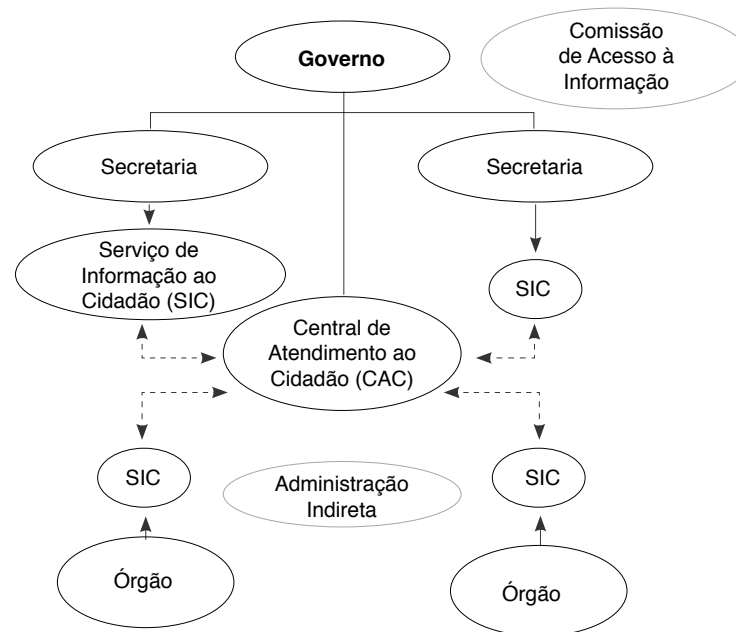 Governo
Comissão
de Acesso à
Informação
Secretaria
Secretaria
Serviço de
Informação ao
Cidadão (SIC)
SIC
Central de
Atendimento ao
Cidadão (CAC)
SIC
Administração
Indireta
SIC
Órgão
Órgão